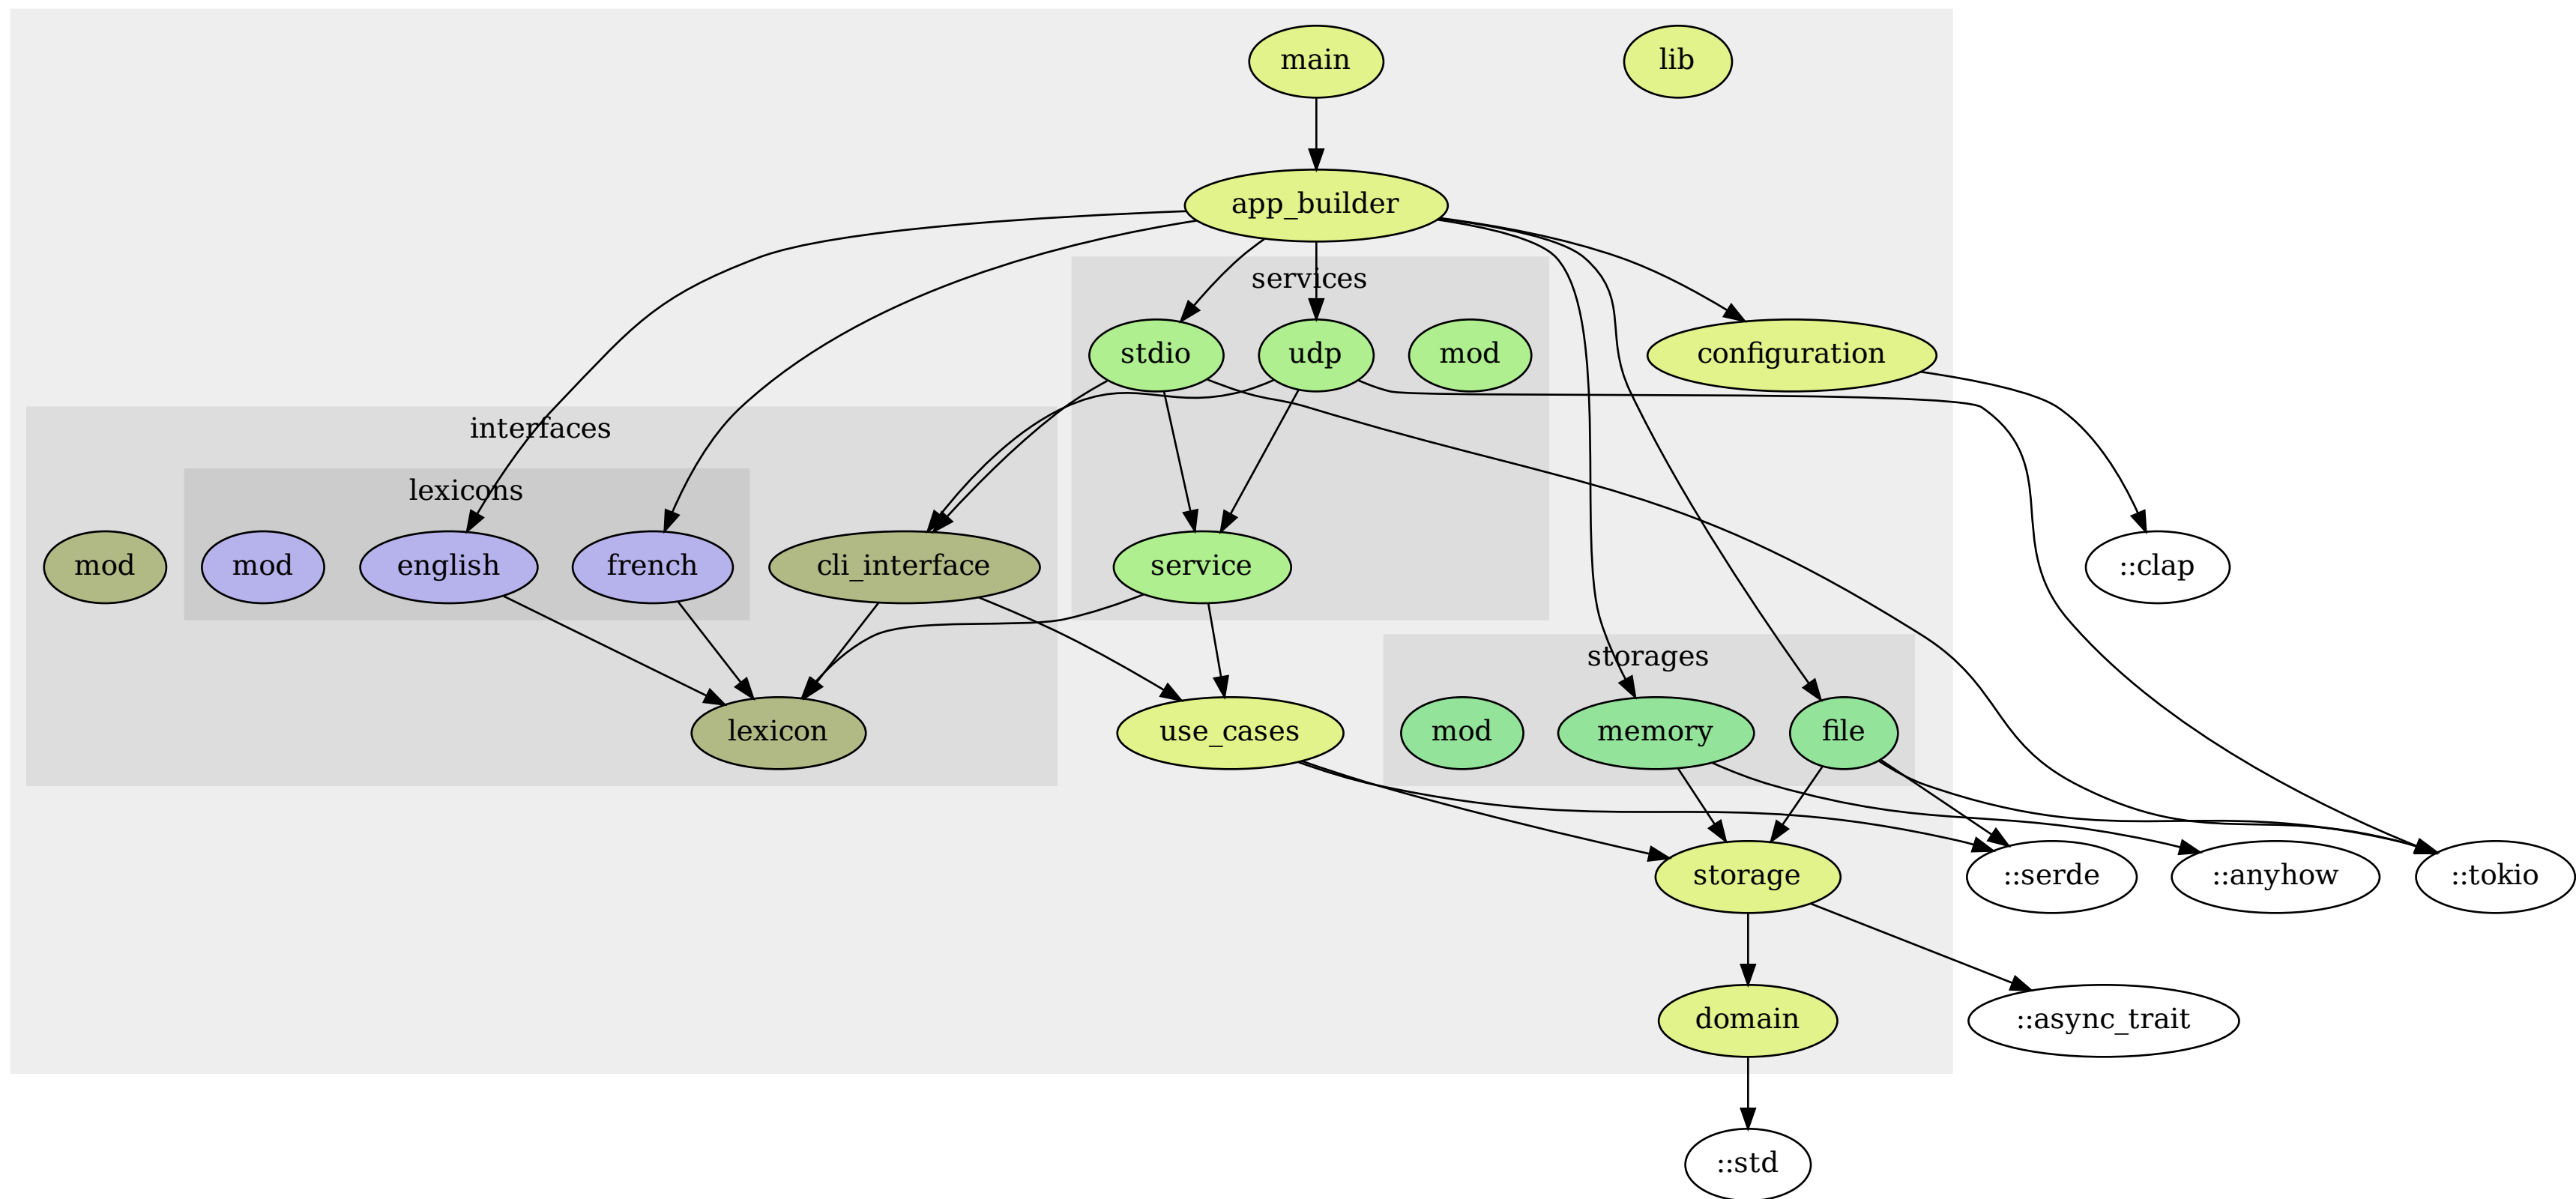 main
lib
app_builder
services
stdio
udp
mod
configuration
interfaces
lexicons
mod
mod
english
french
cli_interface
service
::clap
storages
lexicon
use_cases
mod
memory
file
storage
::serde
::anyhow
::tokio
domain
::async_trait
::std